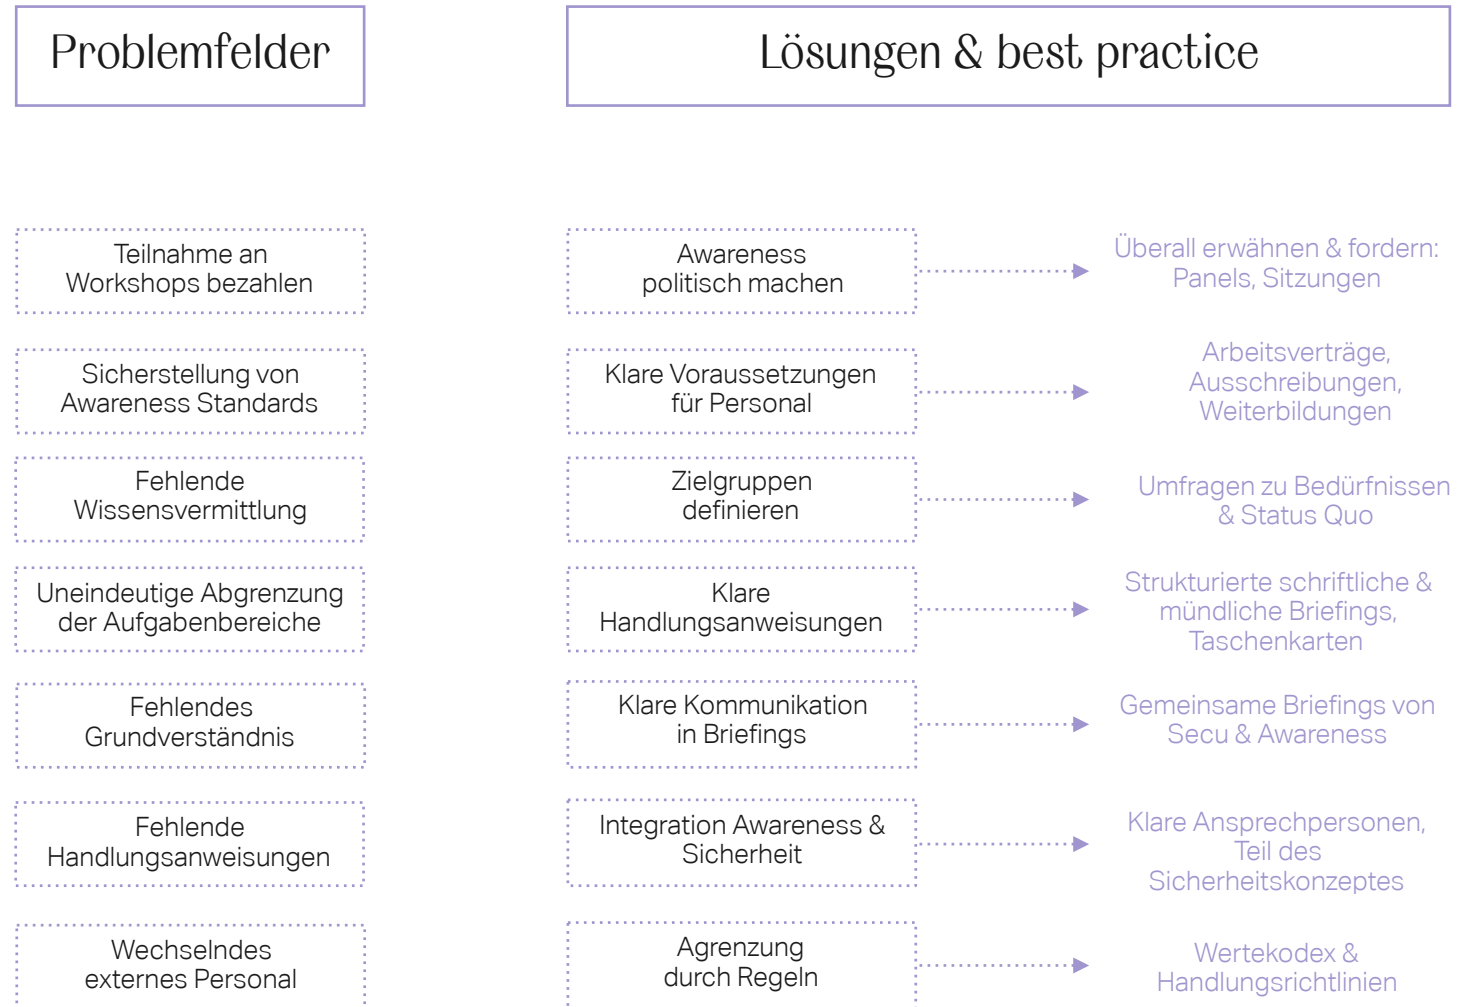 Problemfelder
Lösungen & best practice
Teilnahme an
Workshops bezahlen
Awareness
politisch machen
Überall erwähnen & fordern:
Panels, Sitzungen
Sicherstellung von
Awareness Standards
Klare Voraussetzungen
für Personal
Arbeitsverträge,
Ausschreibungen,
Weiterbildungen
Fehlende
Wissensvermittlung
Zielgruppen
definieren
Umfragen zu Bedürfnissen
& Status Quo
Uneindeutige Abgrenzung
der Aufgabenbereiche
Klare
Handlungsanweisungen
Strukturierte schriftliche &
mündliche Briefings,
Taschenkarten
Fehlendes
Grundverständnis
Klare Kommunikation
in Briefings
Gemeinsame Briefings von
Secu & Awareness
Fehlende
Handlungsanweisungen
Integration Awareness &
Sicherheit
Klare Ansprechpersonen,
Teil des
Sicherheitskonzeptes
Wechselndes
externes Personal
Agrenzung
durch Regeln
Wertekodex &
Handlungsrichtlinien